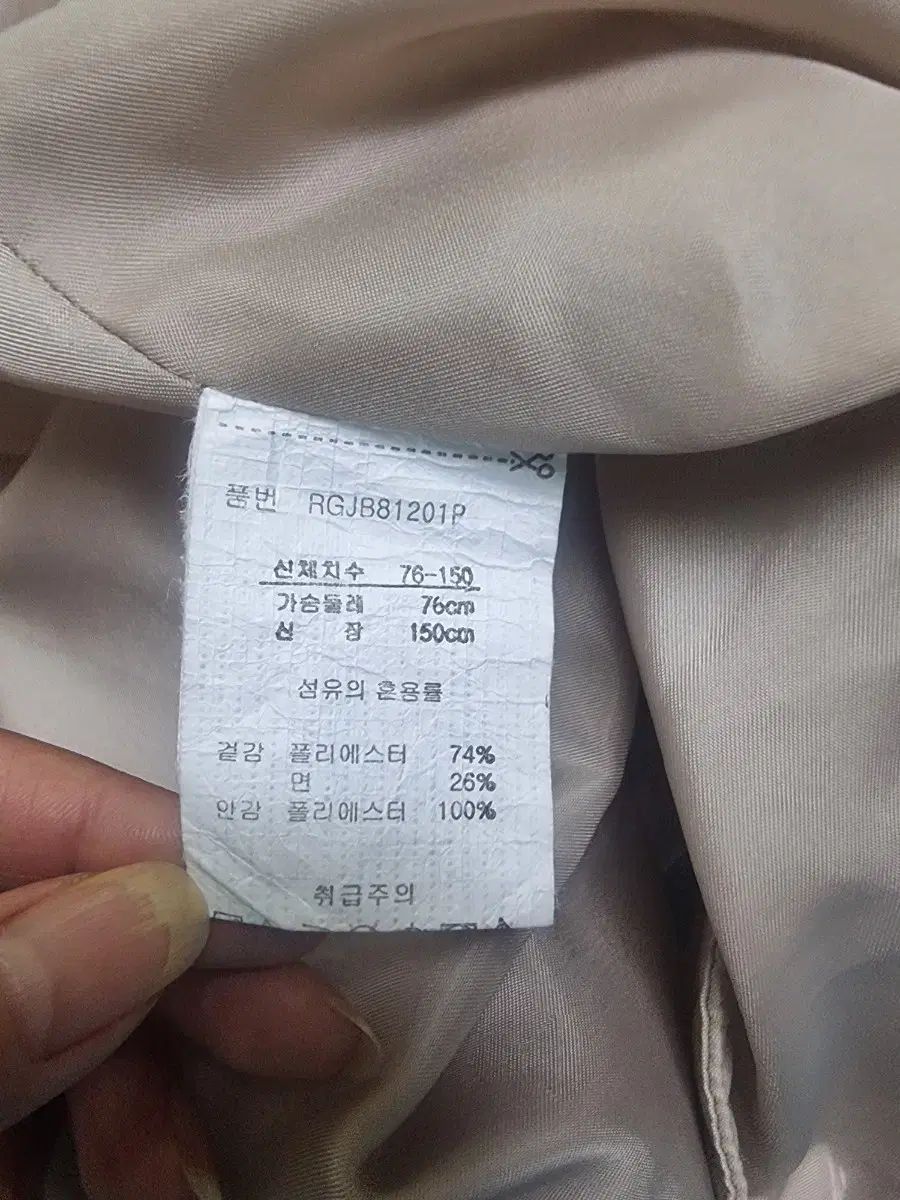 품번 RGJB81201P
신체치수 76-150
가슴둘레 76cm
신 장 150cm
섬유의 혼용률
겉감 폴리에스터 74%
면 26%
안감 폴리에스터 100%
취급주의